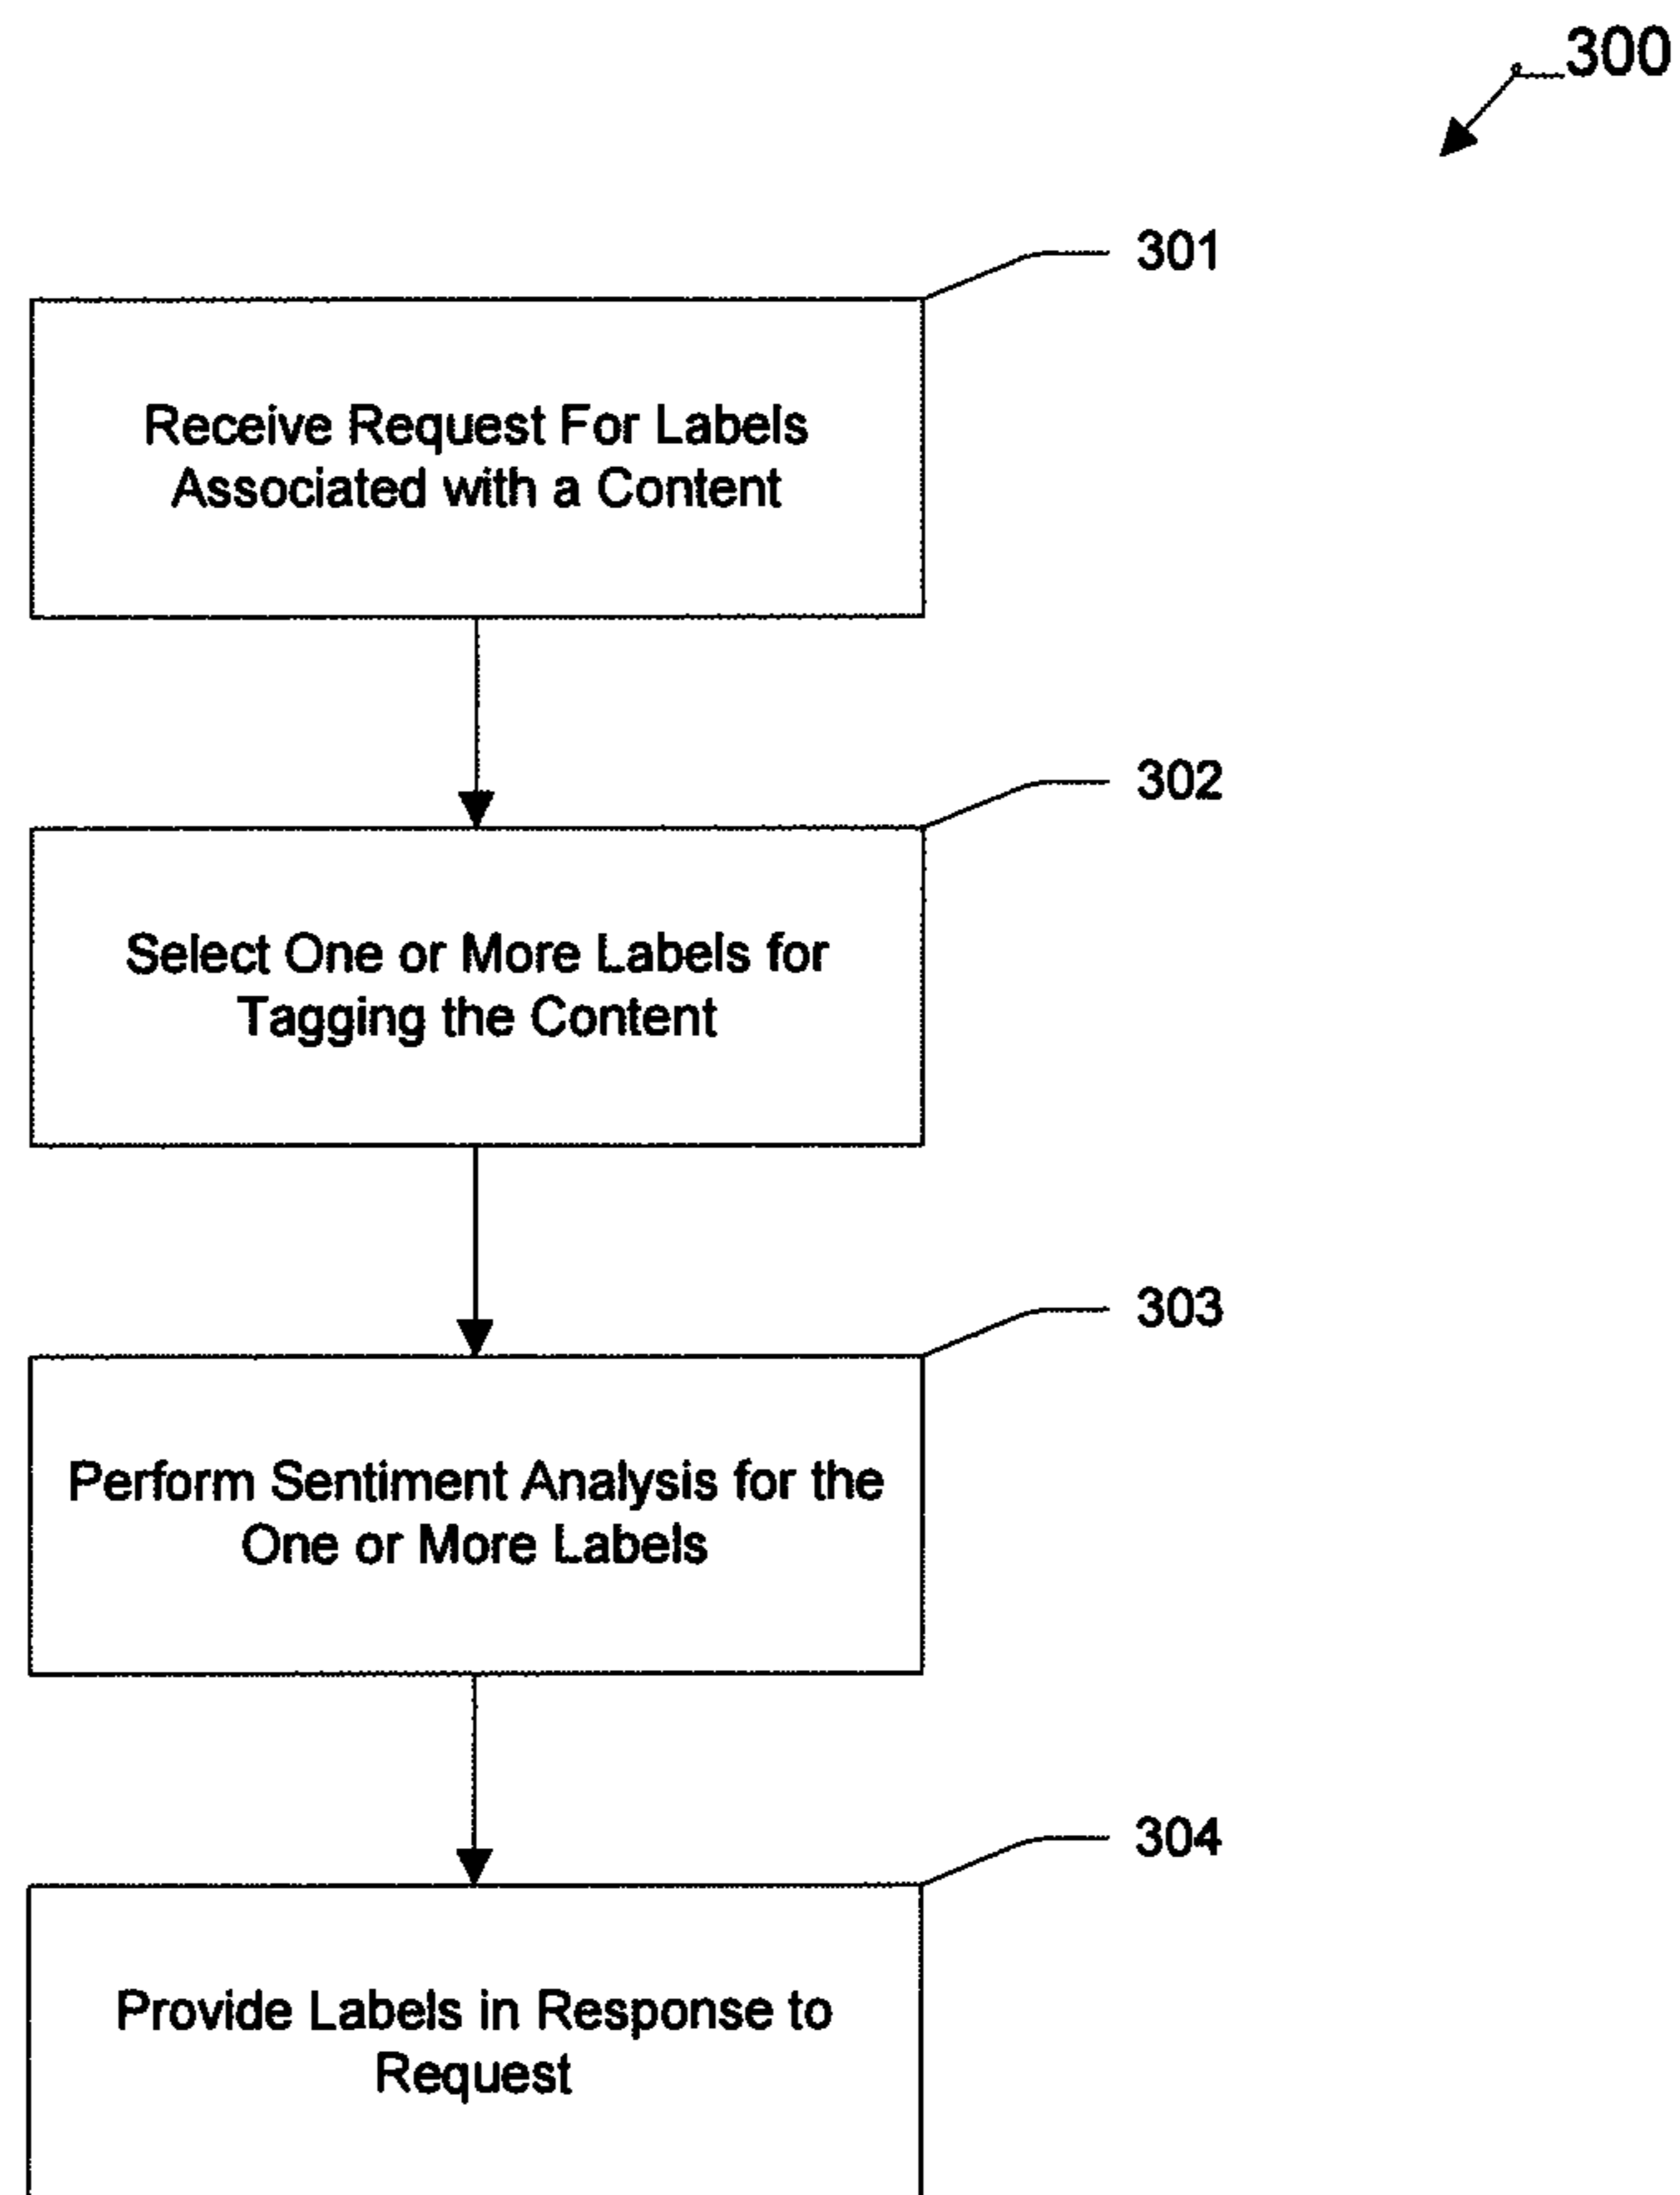 300
301
Receive Request For Labels
Associated with a Content
302
Select One or More Labels for
Tagging the Content
303
Perform Sentiment Analysis for the
One or More Labels
304
Provide Labels in Response to
Request